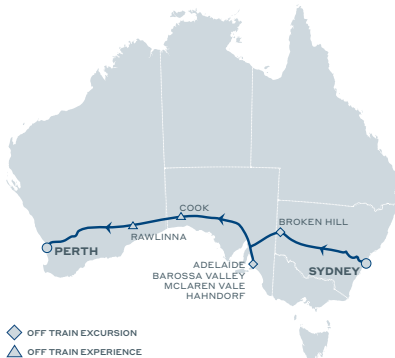 COOK
BROKEN HILL
RAWLINNA
PERTH
ADELAIDE
BAROSSA VALLEY
MCLAREN VALE
HAHNDORF
SYDNEY
OFF TRAIN EXCURSION
OFF TRAIN EXPERIENCE